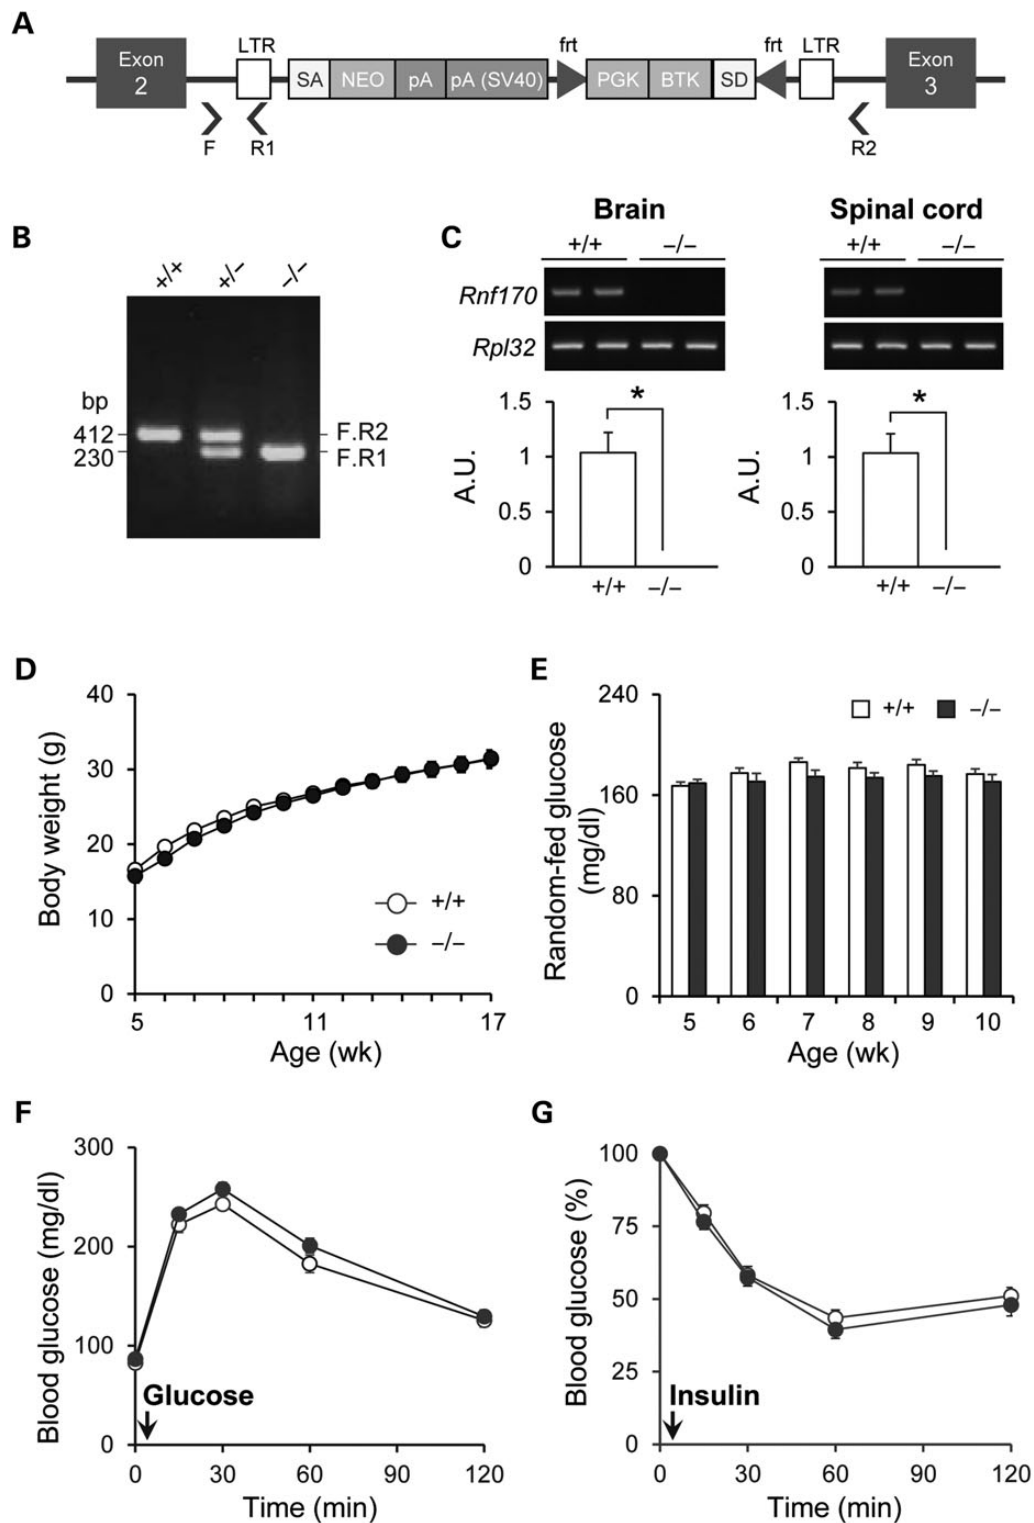 A
LTR frt frt LTR
Exon 2 SA NEO pA pA (SV40) PGK BTK SD Exon 3
F R1 R2
B
+/+ +/− −/−
bp
412 F.R2
230 F.R1
C
Brain Spinal cord
+/+ −/− +/+ −/−
Rnf170
Rpl32
1.5 * 1.5 *
1 1
A.U. A.U.
0.5 0.5
0 0
+/+ −/− +/+ −/−
D
40
30
20
10
0
Body weight (g)
+/+
−/−
5 11 17
Age (wk)
E
240
160
80
0
Random-fed glucose
(mg/dl)
+/+ −/−
5 6 7 8 9 10
Age (wk)
F
300
200
100
0
Blood glucose (mg/dl)
Glucose
0 30 60 90 120
Time (min)
G
100
75
50
25
0
Blood glucose (%)
Insulin
0 30 60 90 120
Time (min)